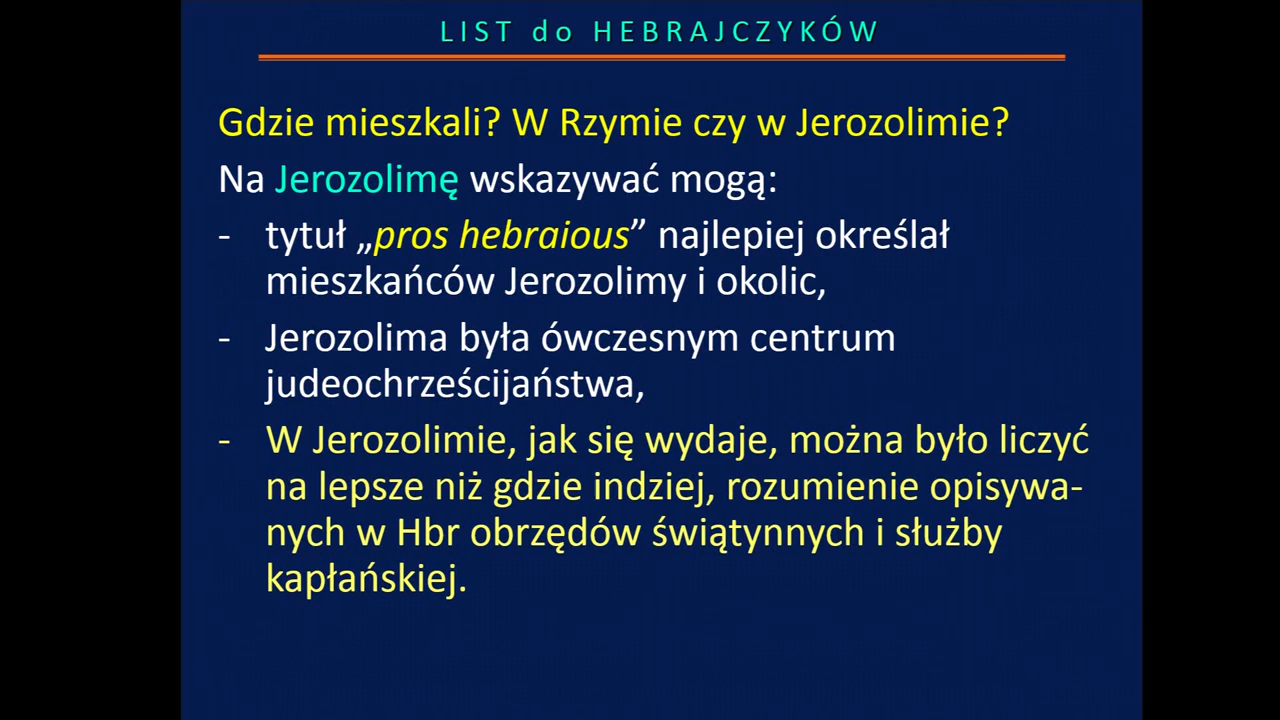 LIST do HEBRAJCZYKÓW
Gdzie mieszkali? W Rzymie czy w Jerozolimie?
Na Jerozolimę wskazywać mogą:
- tytuł „pros hebraious” najlepiej określał
mieszkańców Jerozolimy i okolic,
- Jerozolima była ówczesnym centrum
judeochrześcijaństwa,
- W Jerozolimie, jak się wydaje, można było liczyć
na lepsze niż gdzie indziej, rozumienie opisywa-
nych w Hbr obrzędów świątynnych i służby
kapłańskiej.